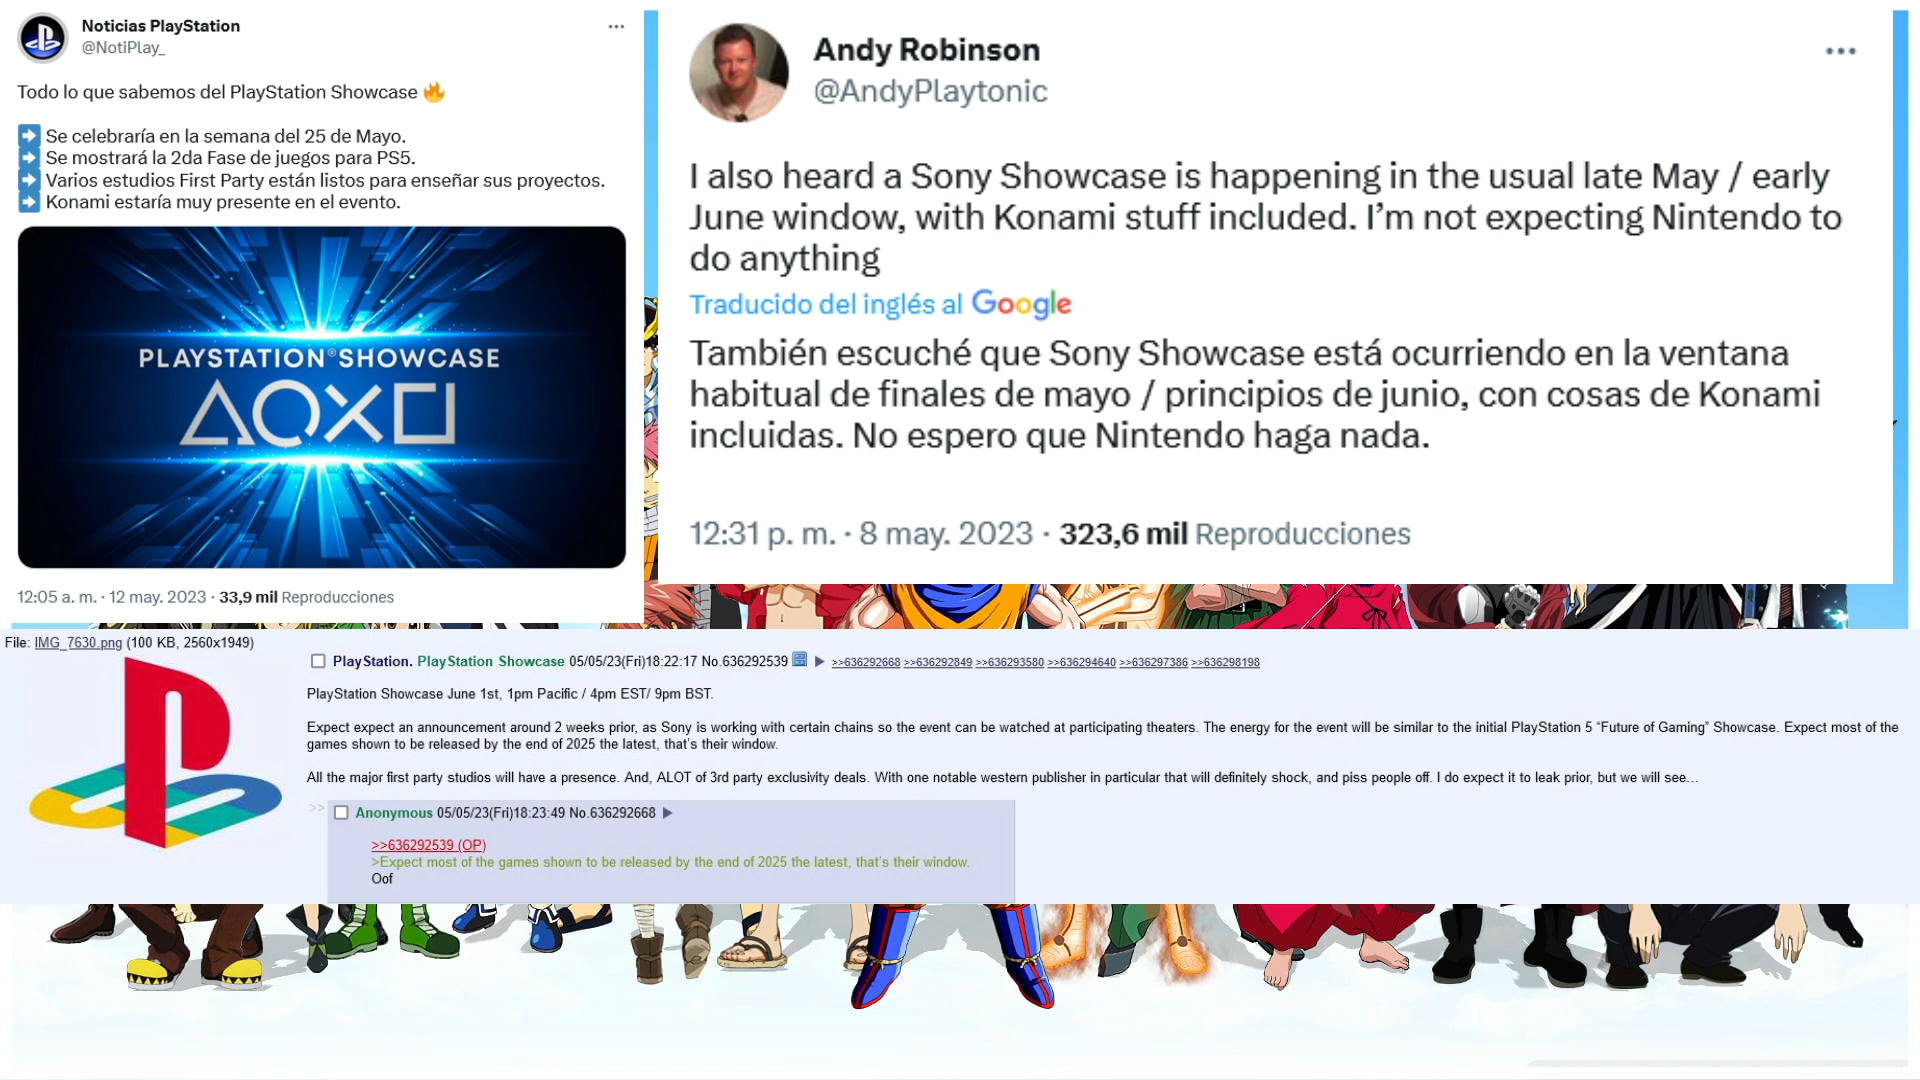 Noticias PlayStation
@NotiPlay_
Todo lo que sabemos del PlayStation Showcase 🔥
➡️ Se celebraría en la semana del 25 de Mayo.
➡️ Se mostrará la 2da Fase de juegos para PS5.
➡️ Varios estudios First Party están listos para enseñar sus proyectos.
➡️ Konami estaría muy presente en el evento.
PLAYSTATION®SHOWCASE
12:05 a. m. · 12 may. 2023 · 33,9 mil Reproducciones
Andy Robinson
@AndyPlaytonic
I also heard a Sony Showcase is happening in the usual late May / early
June window, with Konami stuff included. I’m not expecting Nintendo to
do anything
Traducido del inglés al Google
También escuché que Sony Showcase está ocurriendo en la ventana
habitual de finales de mayo / principios de junio, con cosas de Konami
incluidas. No espero que Nintendo haga nada.
12:31 p. m. · 8 may. 2023 · 323,6 mil Reproducciones
File: IMG_7630.png (100 KB, 2560x1949)
PlayStation. PlayStation Showcase 05/05/23(Fri)18:22:17 No.636292539 ▶ >>636292668 >>636292849 >>636293580 >>636294640 >>636297386 >>636298198
PlayStation Showcase June 1st, 1pm Pacific / 4pm EST/ 9pm BST.
Expect expect an announcement around 2 weeks prior, as Sony is working with certain chains so the event can be watched at participating theaters. The energy for the event will be similar to the initial PlayStation 5 “Future of Gaming” Showcase. Expect most of the
games shown to be released by the end of 2025 the latest, that’s their window.
All the major first party studios will have a presence. And, ALOT of 3rd party exclusivity deals. With one notable western publisher in particular that will definitely shock, and piss people off. I do expect it to leak prior, but we will see…
>>
Anonymous 05/05/23(Fri)18:23:49 No.636292668 ▶
>>636292539 (OP)
>Expect most of the games shown to be released by the end of 2025 the latest, that’s their window.
Oof